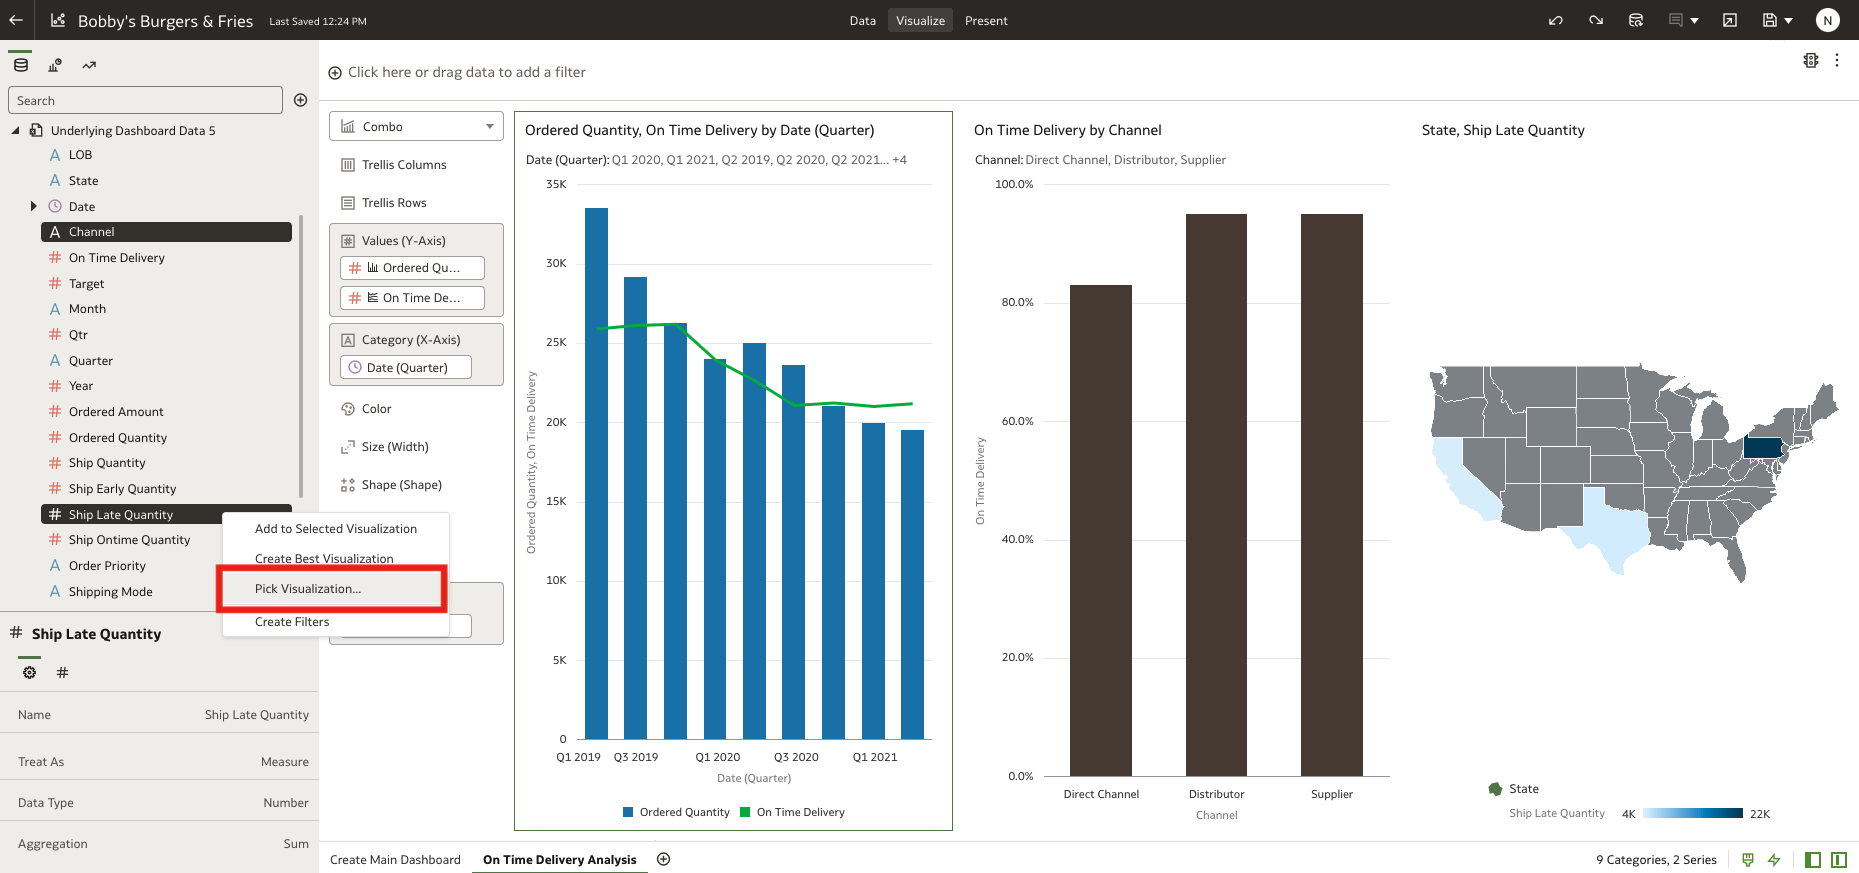 Bobby's Burgers & Fries Last Saved 12:24 PM
Data Visualize Present
N
Search
Underlying Dashboard Data 5
A LOB
A State
Date
A Channel
# On Time Delivery
# Target
A Month
# Qtr
A Quarter
# Year
# Ordered Amount
# Ordered Quantity
# Ship Quantity
# Ship Early Quantity
# Ship Late Quantity
# Ship Ontime Quantity
A Order Priority
A Shipping Mode
Add to Selected Visualization
Create Best Visualization
Pick Visualization...
Create Filters
# Ship Late Quantity
#
Name Ship Late Quantity
Treat As Measure
Data Type Number
Aggregation Sum
Click here or drag data to add a filter
Combo
Trellis Columns
Trellis Rows
# Values (Y-Axis)
# Ordered Qu...
# On Time De...
A Category (X-Axis)
Date (Quarter)
Color
Size (Width)
Shape (Shape)
Ordered Quantity, On Time Delivery by Date (Quarter)
Date (Quarter): Q1 2020, Q1 2021, Q2 2019, Q2 2020, Q2 2021... +4
35K
30K
25K
20K
15K
10K
5K
0
Ordered Quantity, On Time Delivery
Q1 2019 Q3 2019 Q1 2020 Q3 2020 Q1 2021
Date (Quarter)
Ordered Quantity On Time Delivery
On Time Delivery by Channel
Channel: Direct Channel, Distributor, Supplier
100.0%
80.0%
60.0%
40.0%
20.0%
0.0%
On Time Delivery
Direct Channel Distributor Supplier
Channel
State, Ship Late Quantity
State
Ship Late Quantity 4K 22K
Create Main Dashboard On Time Delivery Analysis
9 Categories, 2 Series